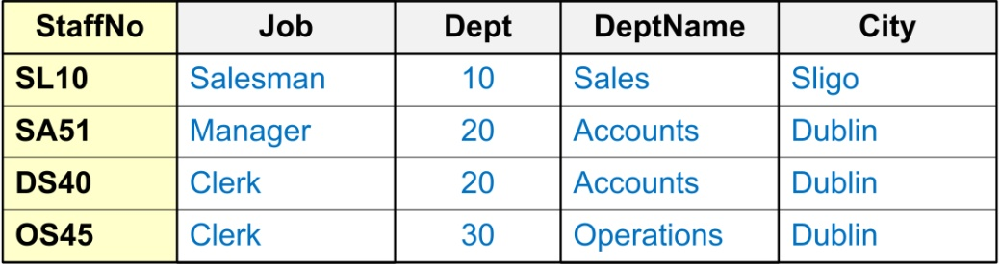 StaffNo Job Dept DeptName City
SL10 Salesman 10 Sales Sligo
SA51 Manager 20 Accounts Dublin
DS40 Clerk 20 Accounts Dublin
OS45 Clerk 30 Operations Dublin